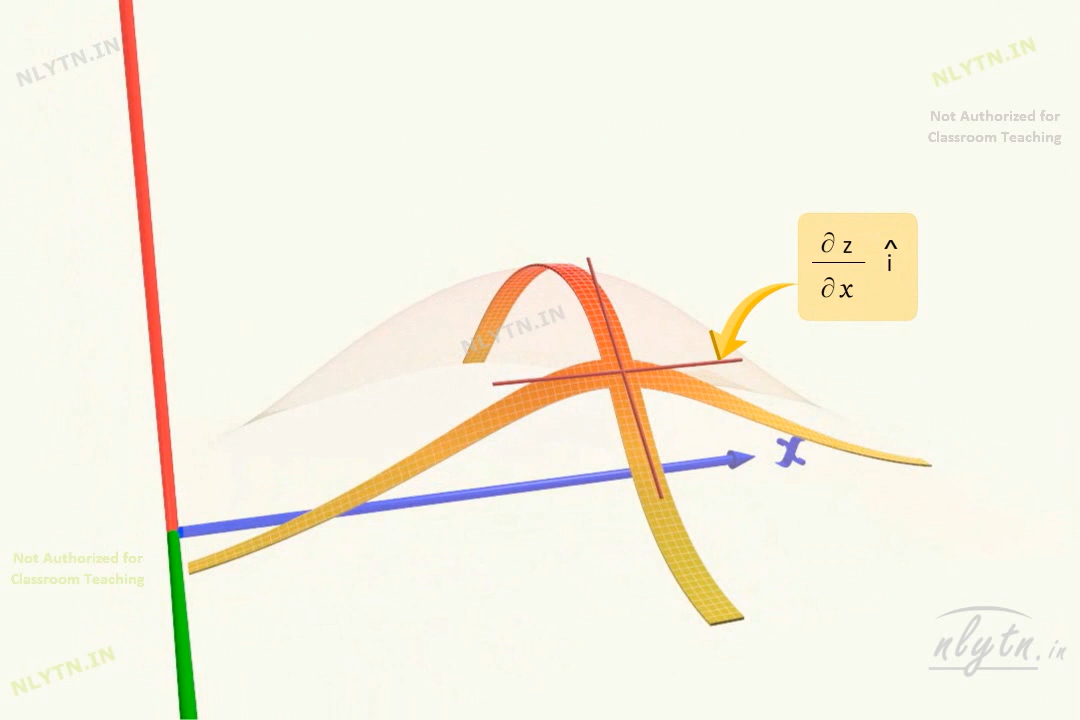 NLYTN.IN
NLYTN.IN
Not Authorized for
Classroom Teaching
∂ z
∂ x
^
i
NLYTN.IN
x
Not Authorized for
Classroom Teaching
NLYTN.IN
nlytn.in